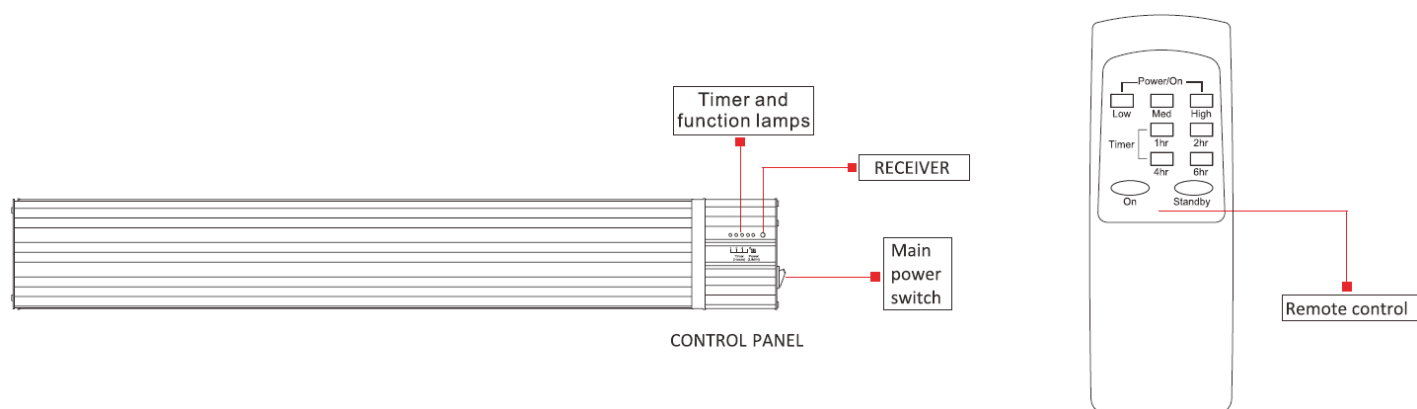 Timer and
function lamps
RECEIVER
Main
power
switch
CONTROL PANEL
Power/On
Low Med High
Timer
1hr 2hr
4hr 6hr
On Standby
Remote control